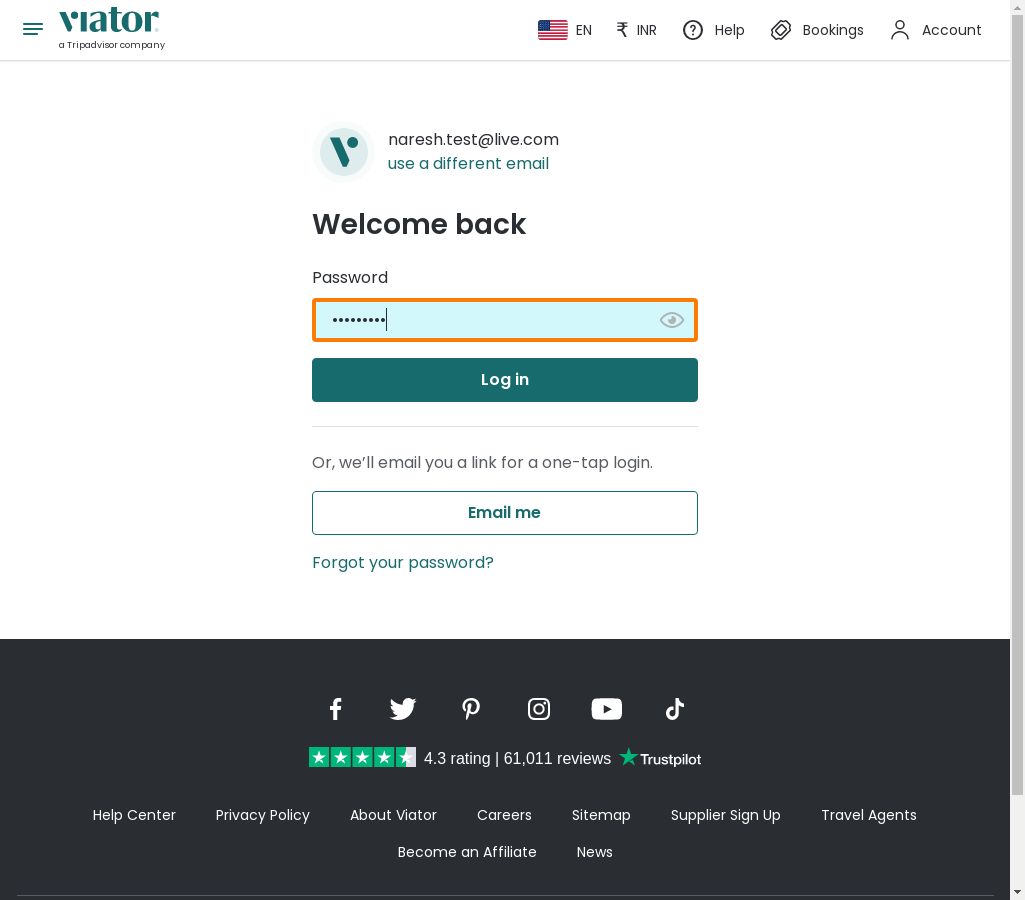 viator
a Tripadvisor company
EN
₹ INR
Help
Bookings
Account
naresh.test@live.com
use a different email
Welcome back
Password
•••••••••
Log in
Or, we’ll email you a link for a one-tap login.
Email me
Forgot your password?
4.3 rating | 61,011 reviews
Trustpilot
Help Center
Privacy Policy
About Viator
Careers
Sitemap
Supplier Sign Up
Travel Agents
Become an Affiliate
News